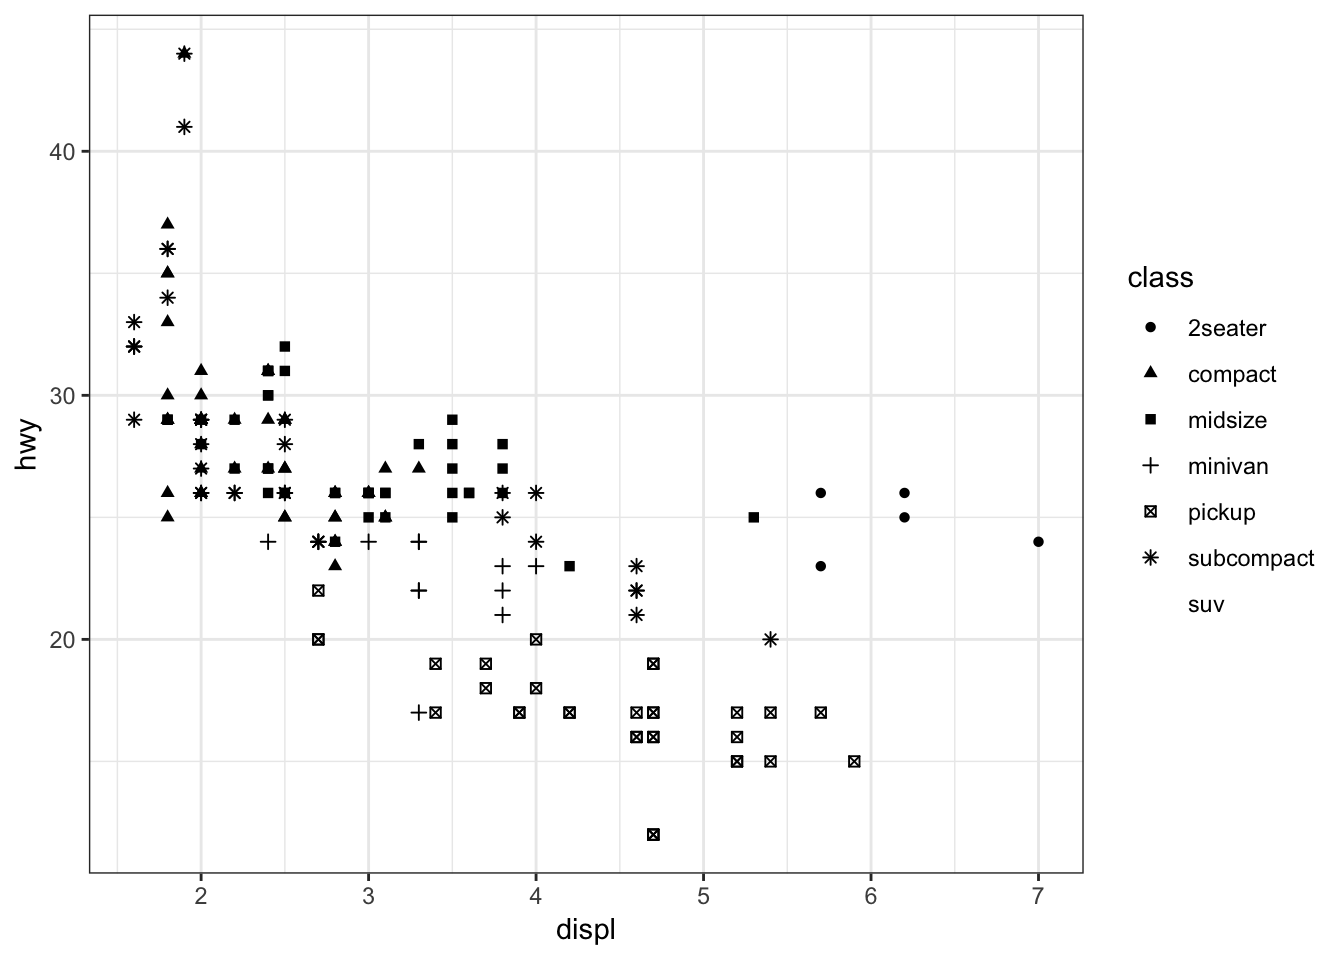 40
30
20
hwy
2 3 4 5 6 7
displ
class
2seater
compact
midsize
minivan
pickup
subcompact
suv